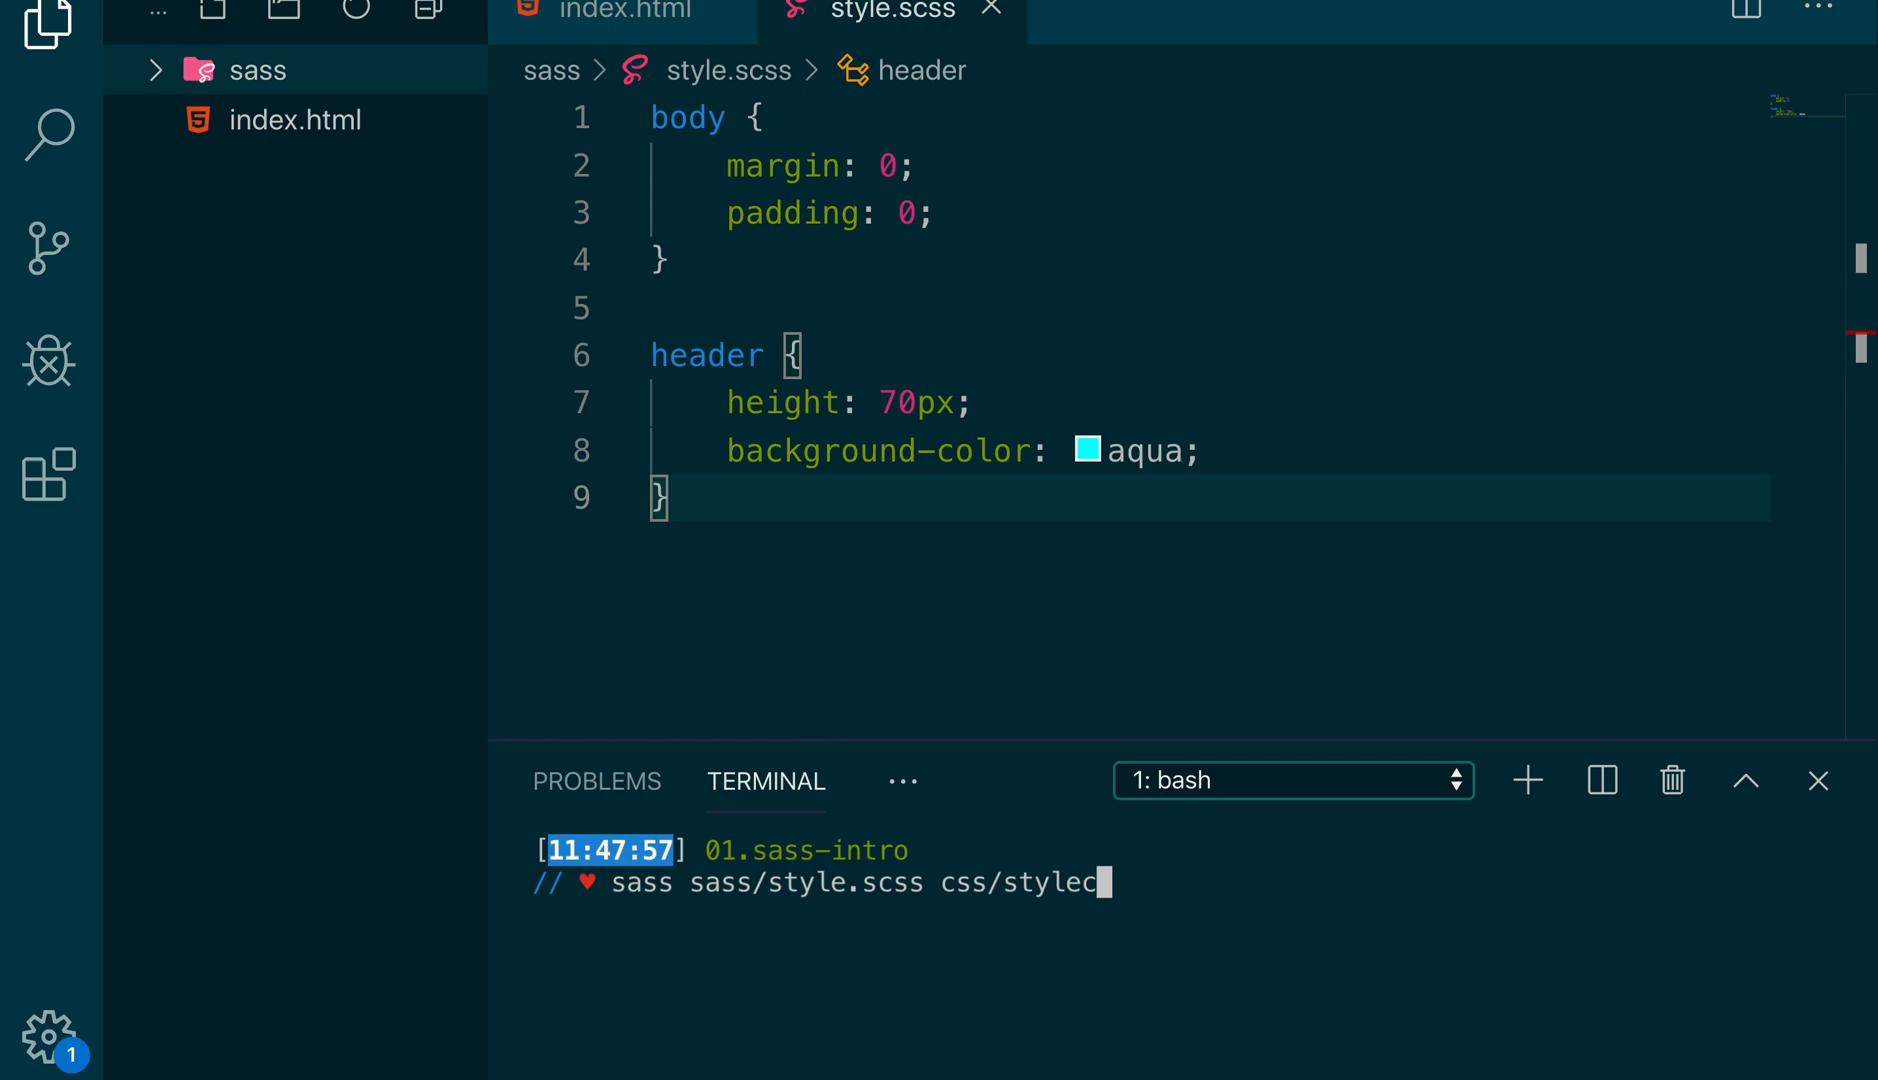 index.html style.scss
sass
sass > style.scss > header
index.html
1 body {
2 margin: 0;
3 padding: 0;
4 }
5
6 header {
7 height: 70px;
8 background-color: aqua;
9 }
PROBLEMS TERMINAL ··· 1: bash
[11:47:57] 01.sass-intro
// ♥ sass sass/style.scss css/stylec
1